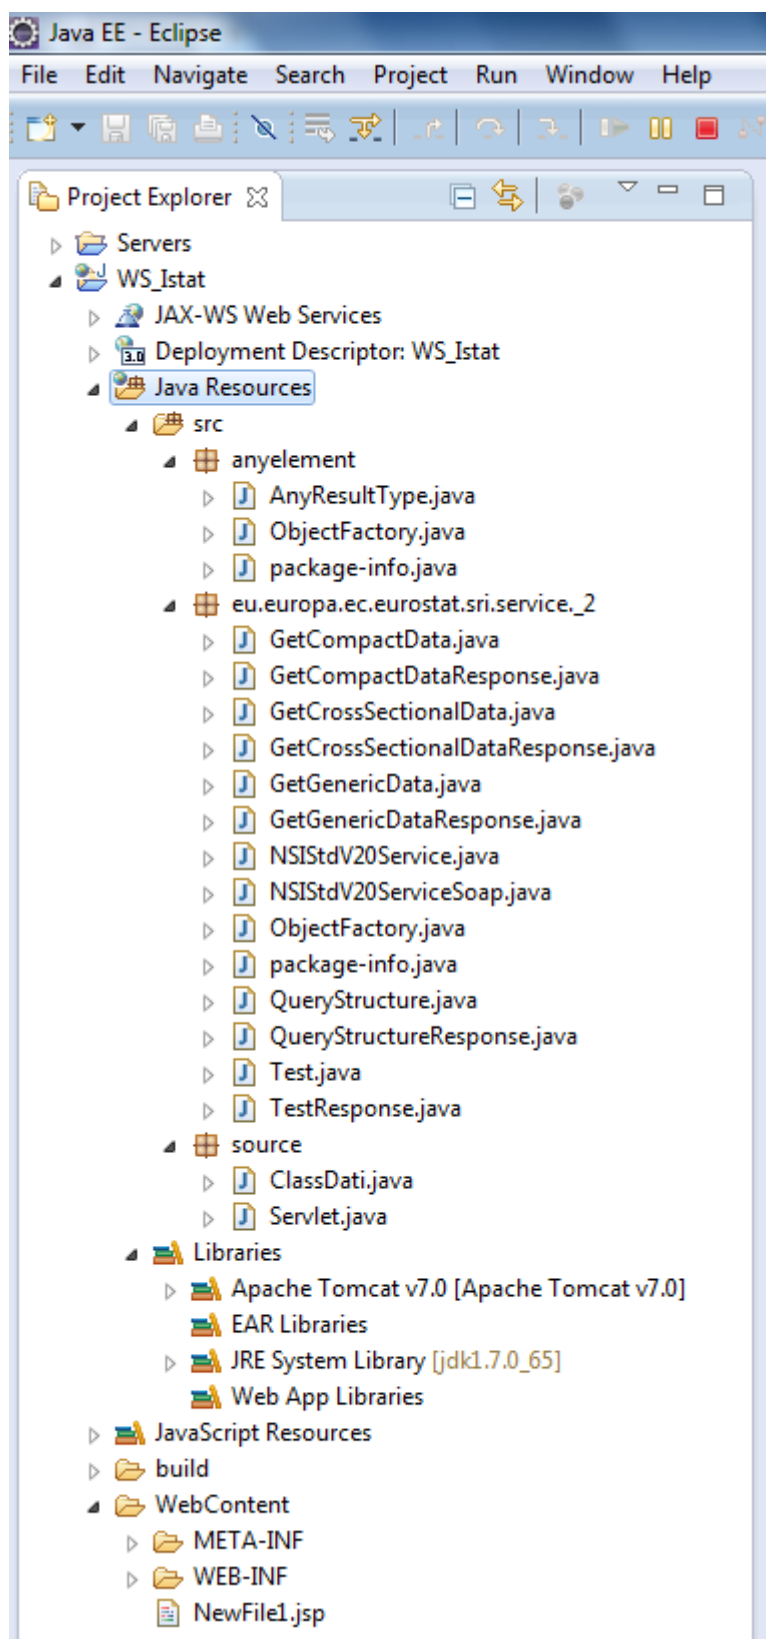 Java EE - Eclipse
File Edit Navigate Search Project Run Window Help
Project Explorer
Servers
WS_Istat
JAX-WS Web Services
3.0 Deployment Descriptor: WS_Istat
Java Resources
src
anyelement
AnyResultType.java
ObjectFactory.java
package-info.java
eu.europa.ec.eurostat.sri.service._2
GetCompactData.java
GetCompactDataResponse.java
GetCrossSectionalData.java
GetCrossSectionalDataResponse.java
GetGenericData.java
GetGenericDataResponse.java
NSIStdV20Service.java
NSIStdV20ServiceSoap.java
ObjectFactory.java
package-info.java
QueryStructure.java
QueryStructureResponse.java
Test.java
TestResponse.java
source
ClassDati.java
Servlet.java
Libraries
Apache Tomcat v7.0 [Apache Tomcat v7.0]
EAR Libraries
JRE System Library [jdk1.7.0_65]
Web App Libraries
JavaScript Resources
build
WebContent
META-INF
WEB-INF
NewFile1.jsp